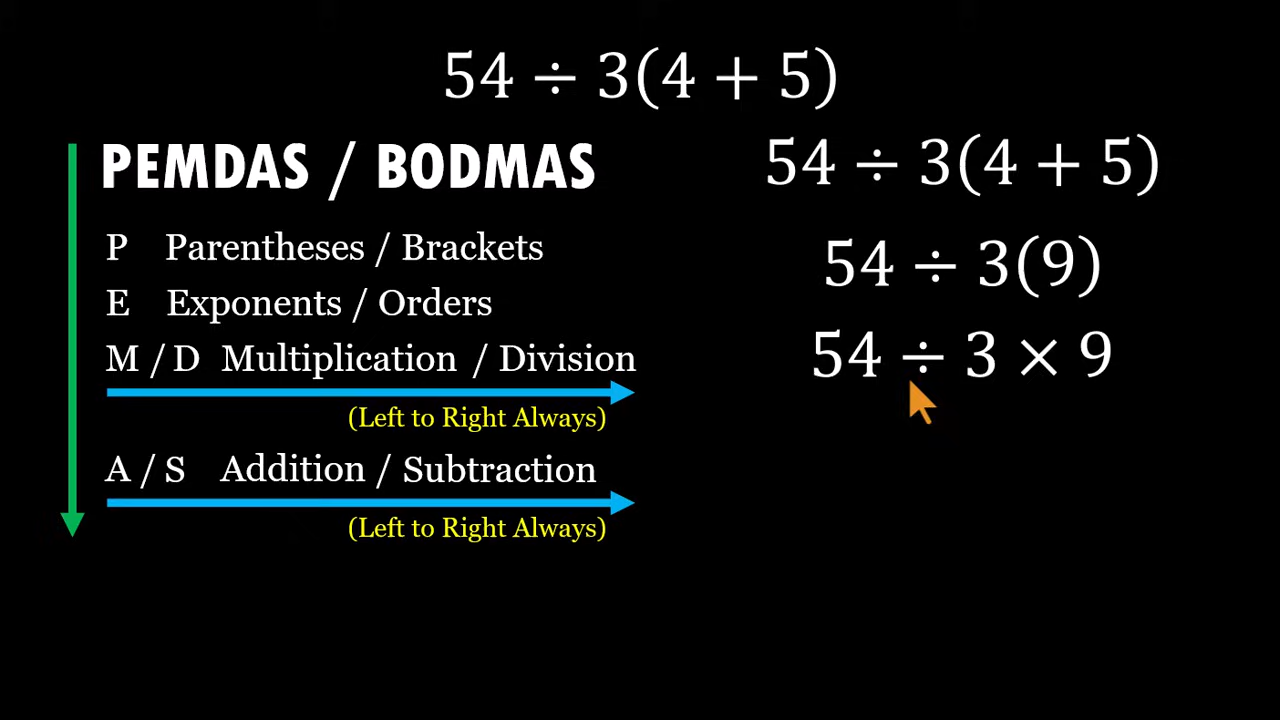 54 ÷ 3(4 + 5)
PEMDAS / BODMAS
P Parentheses / Brackets
E Exponents / Orders
M / D Multiplication / Division
(Left to Right Always)
A / S Addition / Subtraction
(Left to Right Always)
54 ÷ 3(4 + 5)
54 ÷ 3(9)
54 ÷ 3 × 9